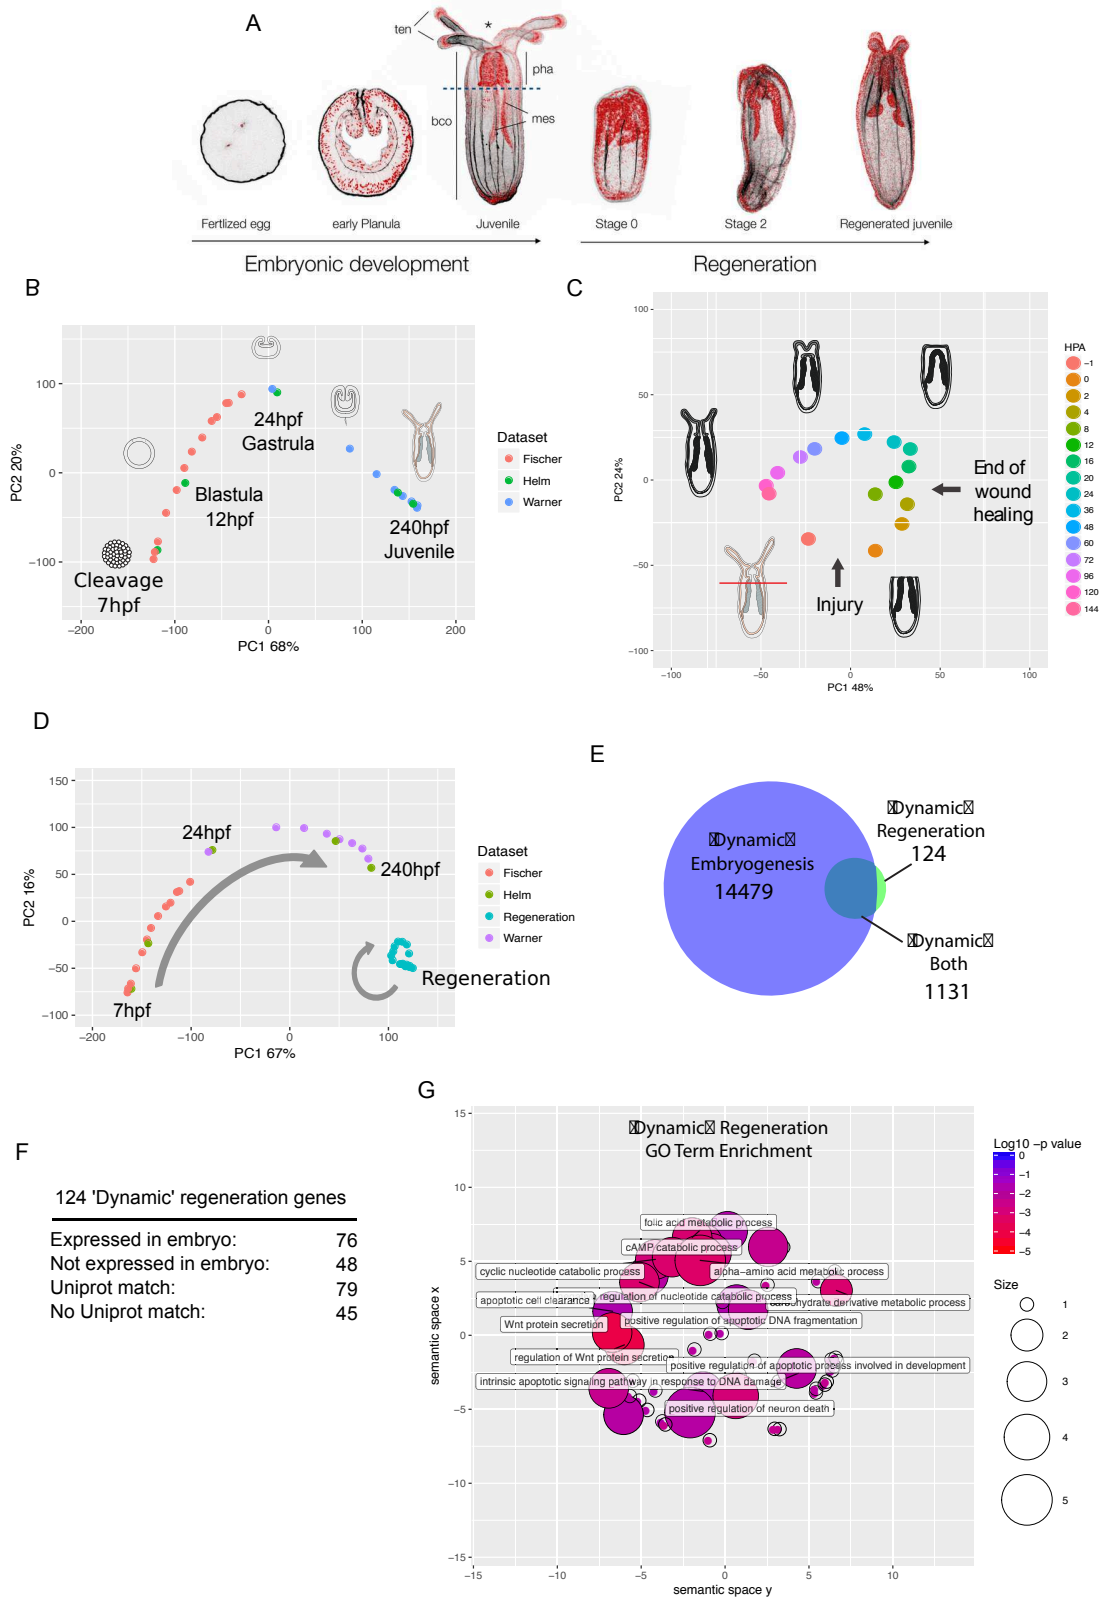 A
ten
*
pha
bco
mes
Fertlized egg
early Planula
Juvenile
Stage 0
Stage 2
Regenerated juvenile
Embryonic development
Regeneration
B
PC2 20%
100
0
−100
−200
−100
0
100
200
PC1 68%
24hpf
Gastrula
Blastula
12hpf
Cleavage
7hpf
240hpf
Juvenile
Dataset
Fischer
Helm
Warner
C
PC2 24%
100
50
0
−50
−100
−100
−50
0
50
100
PC1 48%
End of
wound
healing
Injury
HPA
−1
0
2
4
8
12
16
20
24
36
48
60
72
96
120
144
D
PC2 16%
150
100
50
0
−50
−100
−200
−100
0
100
PC1 67%
24hpf
240hpf
7hpf
Regeneration
Dataset
Fischer
Helm
Regeneration
Warner
E
Dynamic
Embryogenesis
14479
Dynamic
Regeneration
124
Dynamic
Both
1131
F
124 'Dynamic' regeneration genes
Expressed in embryo: 76
Not expressed in embryo: 48
Uniprot match: 79
No Uniprot match: 45
G
Dynamic Regeneration
GO Term Enrichment
semantic space x
15
10
5
0
−5
−10
−15
−15
−10
−5
0
5
10
semantic space y
folic acid metabolic process
cAMP catabolic process
cyclic nucleotide catabolic process
alpha−amino acid metabolic process
apoptotic cell clearance
regulation of nucleotide catabolic process
carbohydrate derivative metabolic process
Wnt protein secretion
positive regulation of apoptotic DNA fragmentation
regulation of Wnt protein secretion
positive regulation of apoptotic process involved in development
intrinsic apoptotic signaling pathway in response to DNA damage
positive regulation of neuron death
Log10 −p value
0
−1
−2
−3
−4
−5
Size
1
2
3
4
5